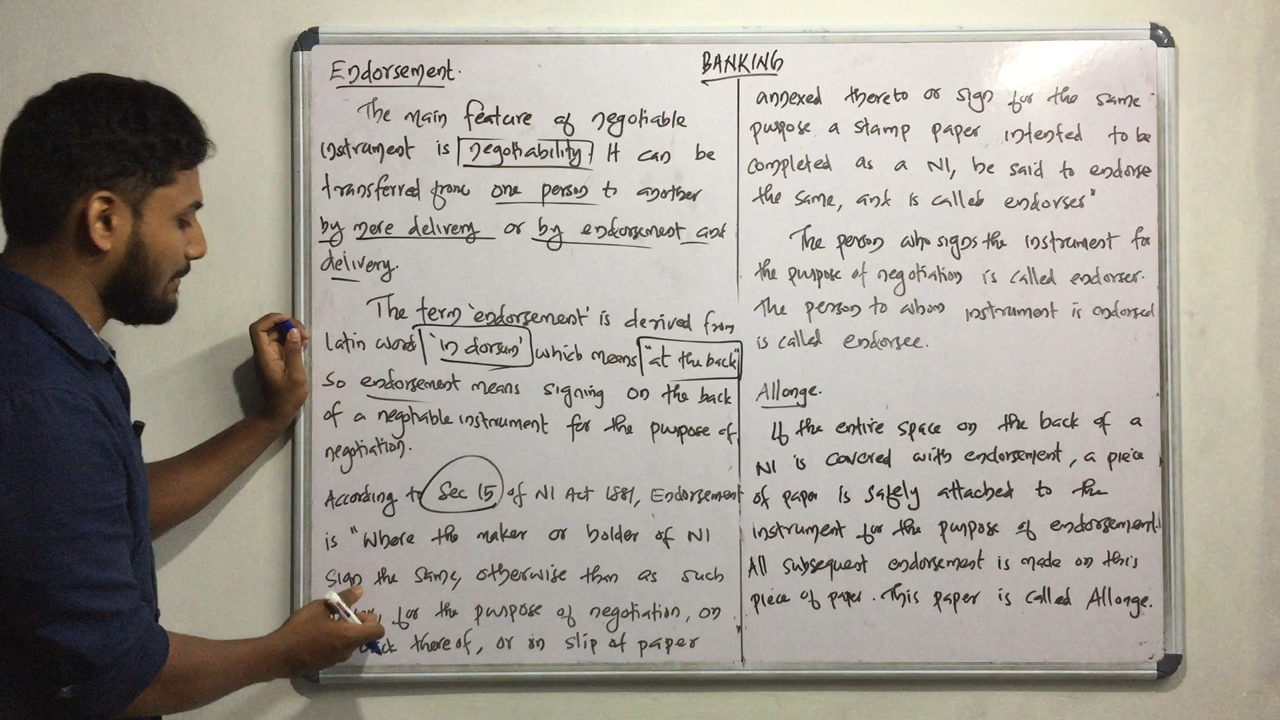 BANKING
Endorsement.
The main feature of negotiable
instrument is negotiability. It can be
transferred from one person to another
by mere delivery or by endorsement and
delivery.
The term 'endorsement' is derived from
latin word 'in dorsum' which means "at the back"
so endorsement means signing on the back
of a negotiable instrument for the purpose of
negotiation.
According to Sec 15 of NI Act 1881, Endorsement
is "Where the maker or holder of NI
sign the same, otherwise than as such
for the purpose of negotiation, on
thereof, or in slip of paper
annexed thereto or sign for the same
purpose a stamp paper intented to be
completed as a NI, be said to endorse
the same, and is called endorser"
The person who signs the instrument for
the purpose of negotiation is called endorser.
The person to whom instrument is endorsed
is called endorsee.
Allonge.
If the entire space on the back of a
NI is covered with endorsement, a piece
of paper is safely attached to the
instrument for the purpose of endorsement.
All subsequent endorsement is made on this
piece of paper. This paper is called Allonge.